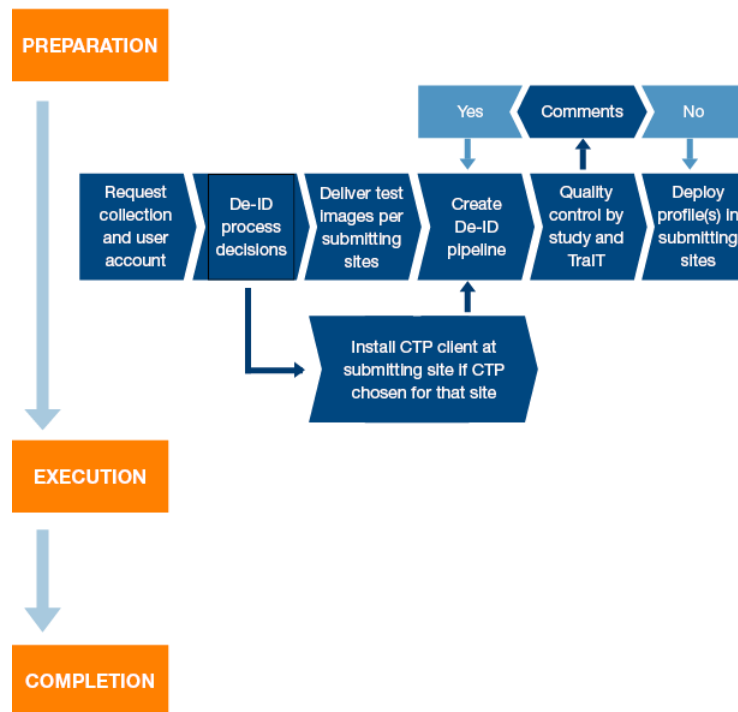 PREPARATION
Yes
Comments
No
Request
collection
and user
account
De-ID
process
decisions
Deliver test
images per
submitting
sites
Create
De-ID
pipeline
Quality
control by
study and
TraIT
Deploy
profile(s) in
submitting
sites
Install CTP client at
submitting site if CTP
chosen for that site
EXECUTION
COMPLETION